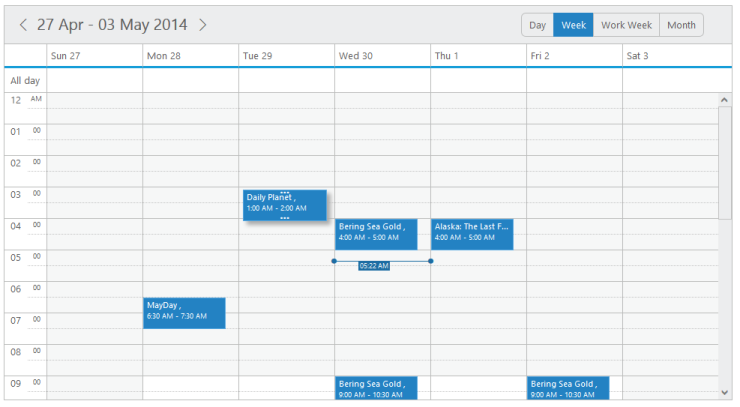 27 Apr - 03 May 2014
Day Week Work Week Month
Sun 27 Mon 28 Tue 29 Wed 30 Thu 1 Fri 2 Sat 3
All day
12 AM
01 00
02 00
03 00
Daily Planet ,
1:00 AM - 2:00 AM
04 00
Bering Sea Gold ,
4:00 AM - 5:00 AM
Alaska: The Last F...
4:00 AM - 5:00 AM
05 00
05:22 AM
06 00
MayDay ,
6:30 AM - 7:30 AM
07 00
08 00
09 00
Bering Sea Gold ,
9:00 AM - 10:30 AM
Bering Sea Gold ,
9:00 AM - 10:30 AM